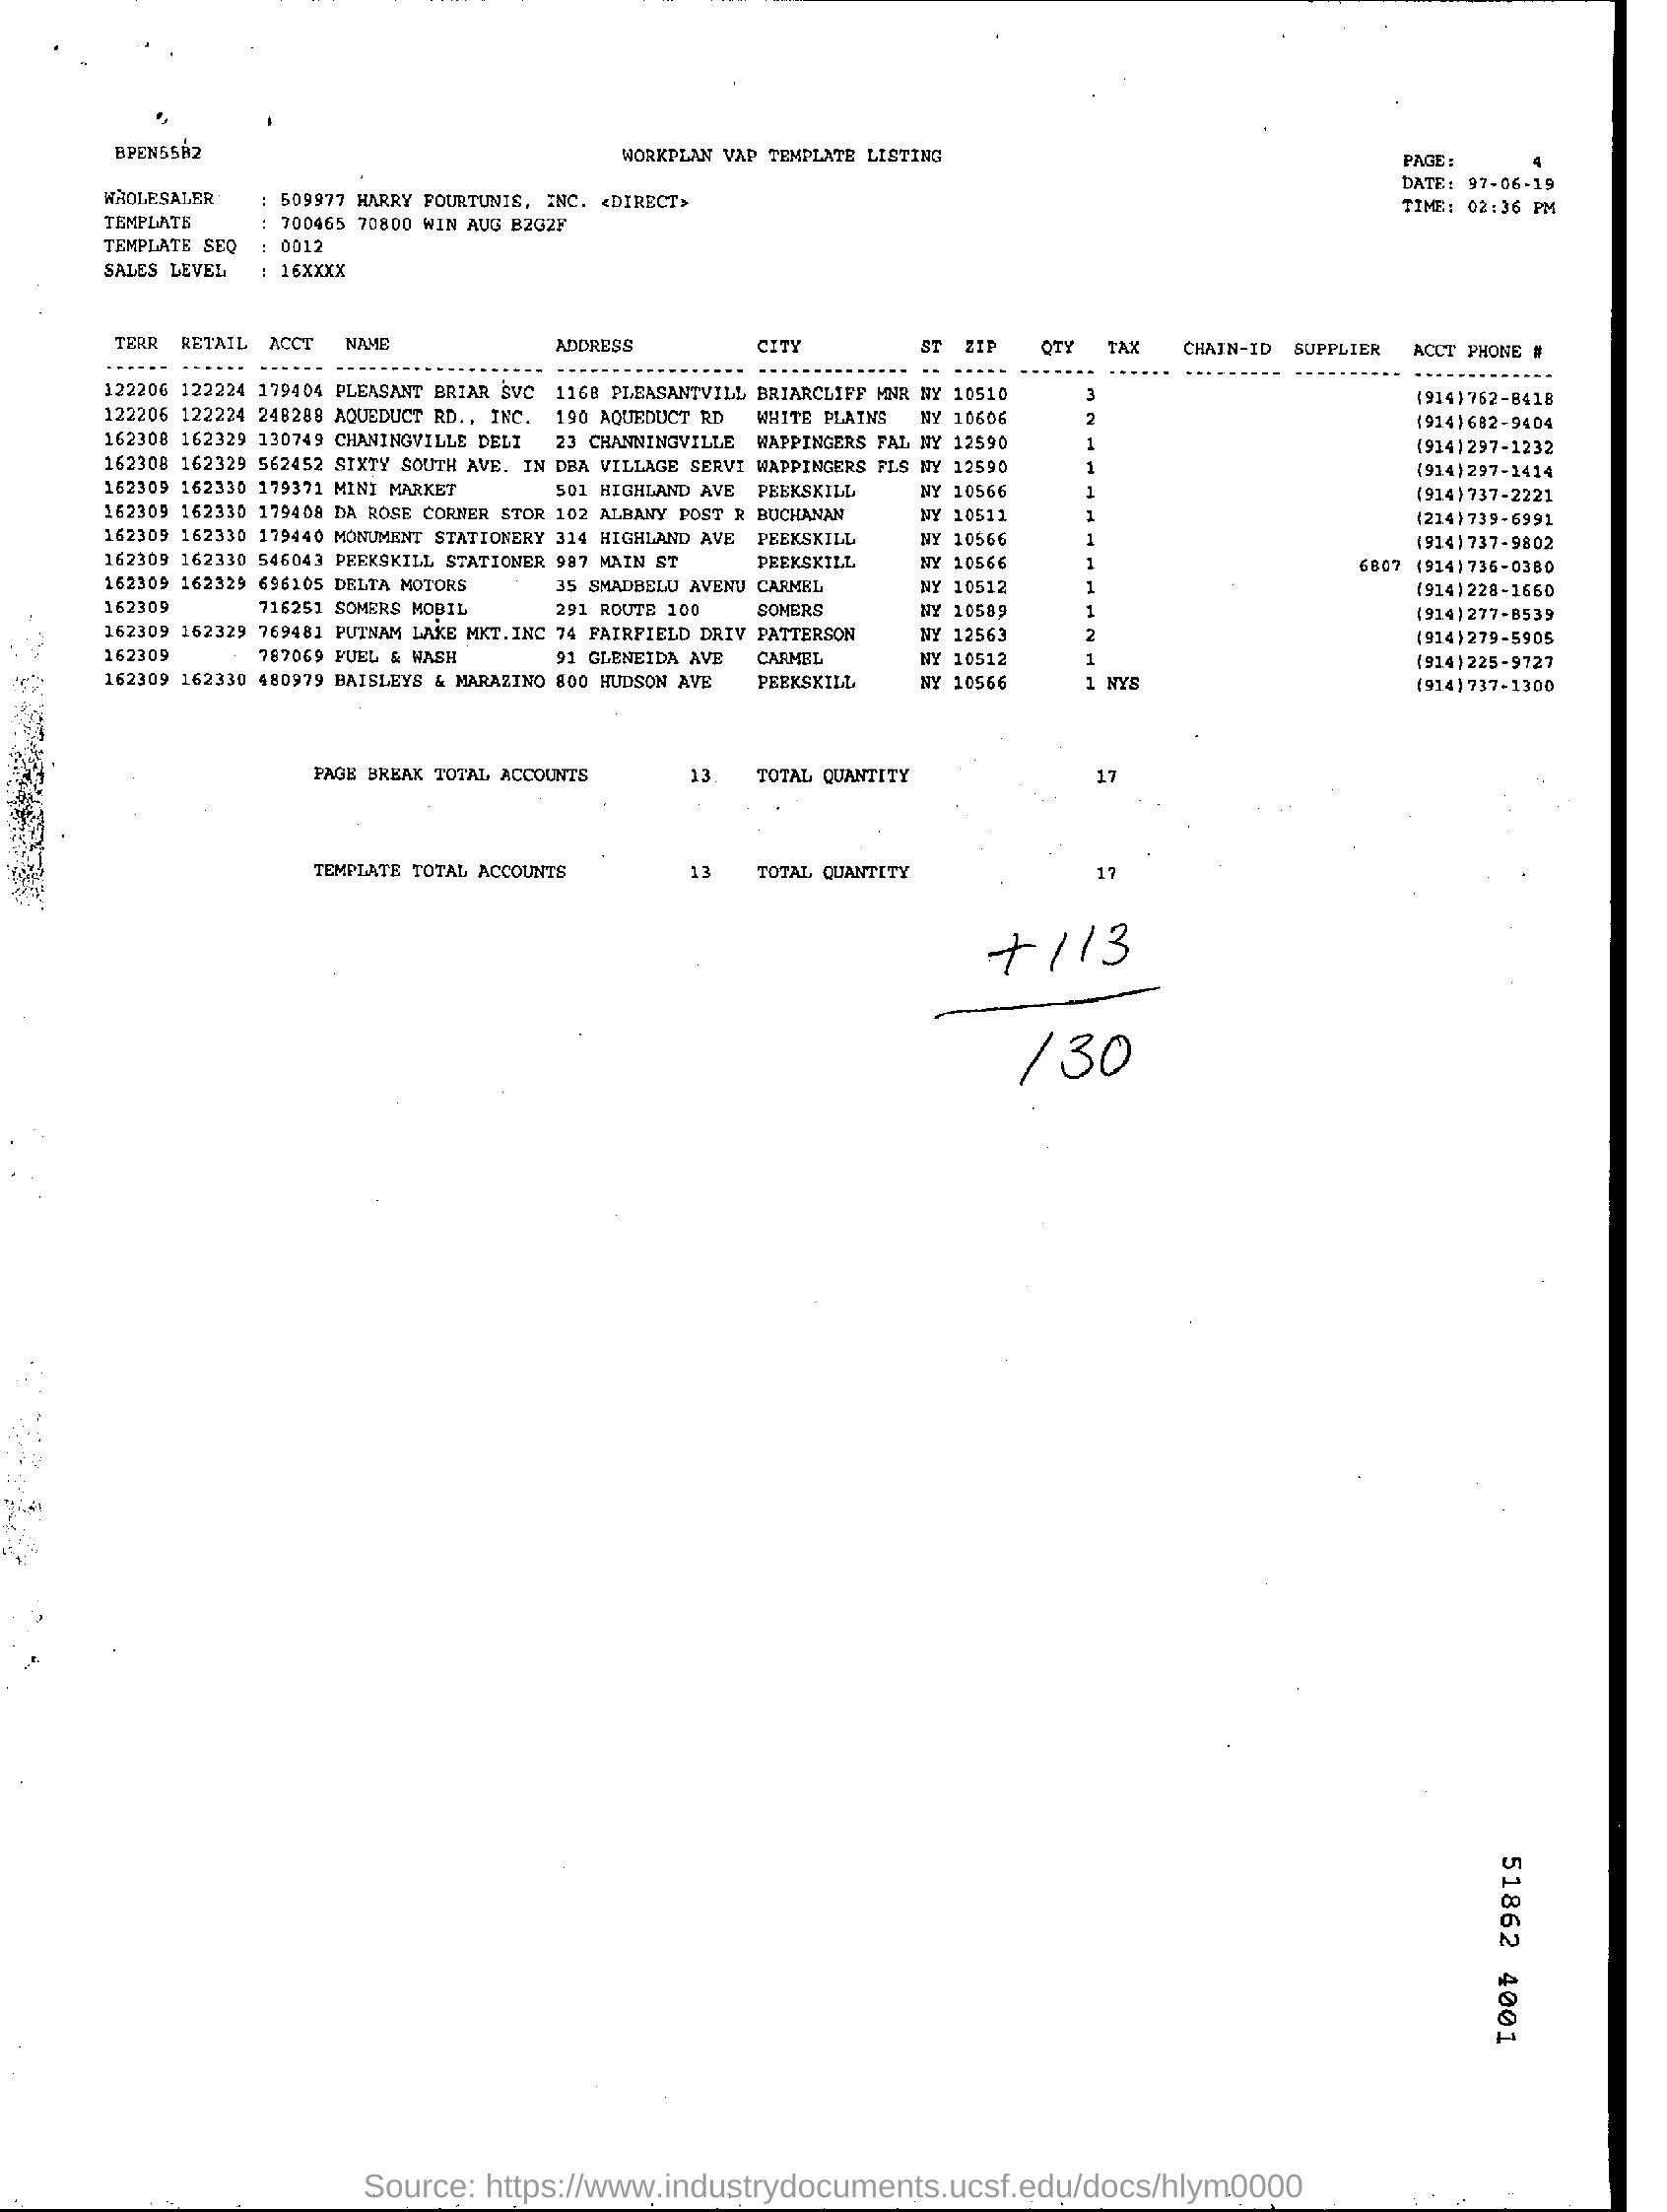 BPEN55B2 WORKPLAN VAP TEMPLATE LISTING PAGE: 4
DATE: 97-06-19
WHOLESALER : 509977 HARRY FOURTUNIS, INC. <DIRECT> TIME: 02:36 PM
TEMPLATE : 700465 70800 WIN AUG B2G2F
TEMPLATE SEQ : 0012
SALES LEVEL : 16XXXX
TERR RETAIL ACCT NAME ADDRESS CITY ST ZIP QTY TAX CHAIN-ID SUPPLIER ACCT PHONE #
122206 122224 179404 PLEASANT BRIAR SVC 1168 PLEASANTVILL BRIARCLIFF MNR NY 10510 3 (914)762-8418
122206 122224 248288 AQUEDUCT RD., INC. 190 AQUEDUCT RD WHITE PLAINS NY 10606 2 (914)682-9404
162308 162329 130749 CHANINGVILLE DELI 23 CHANNINGVILLE WAPPINGERS FAL NY 12590 1 (914)297-1232
162308 162329 562452 SIXTY SOUTH AVE. IN DBA VILLAGE SERVI WAPPINGERS FLS NY 12590 1 (914)297-1414
162309 162330 179371 MINI MARKET 501 HIGHLAND AVE PEEKSKILL NY 10566 1 (914)737-2221
162309 162330 179408 DA ROSE CORNER STOR 102 ALBANY POST R BUCHANAN NY 10511 1 (214)739-6991
162309 162330 179440 MONUMENT STATIONERY 314 HIGHLAND AVE PEEKSKILL NY 10566 1 (914)737-9802
162309 162330 546043 PEEKSKILL STATIONER 987 MAIN ST PEEKSKILL NY 10566 1 6807 (914)736-0380
162309 162329 696105 DELTA MOTORS 35 SMADBELU AVENU CARMEL NY 10512 1 (914)228-1660
162309 716251 SOMERS MOBIL 291 ROUTE 100 SOMERS NY 10589 1 (914)277-8539
162309 162329 769481 PUTNAM LAKE MKT.INC 74 FAIRFIELD DRIV PATTERSON NY 12563 2 (914)279-5905
162309 787069 FUEL & WASH 91 GLENEIDA AVE CARMEL NY 10512 1 (914)225-9727
162309 162330 480979 BAISLEYS & MARAZINO 800 HUDSON AVE PEEKSKILL NY 10566 1 NYS (914)737-1300
PAGE BREAK TOTAL ACCOUNTS 13 TOTAL QUANTITY 17
TEMPLATE TOTAL ACCOUNTS 13 TOTAL QUANTITY 17
+113
130
51862 4001
Source: https://www.industrydocuments.ucsf.edu/docs/hlym0000